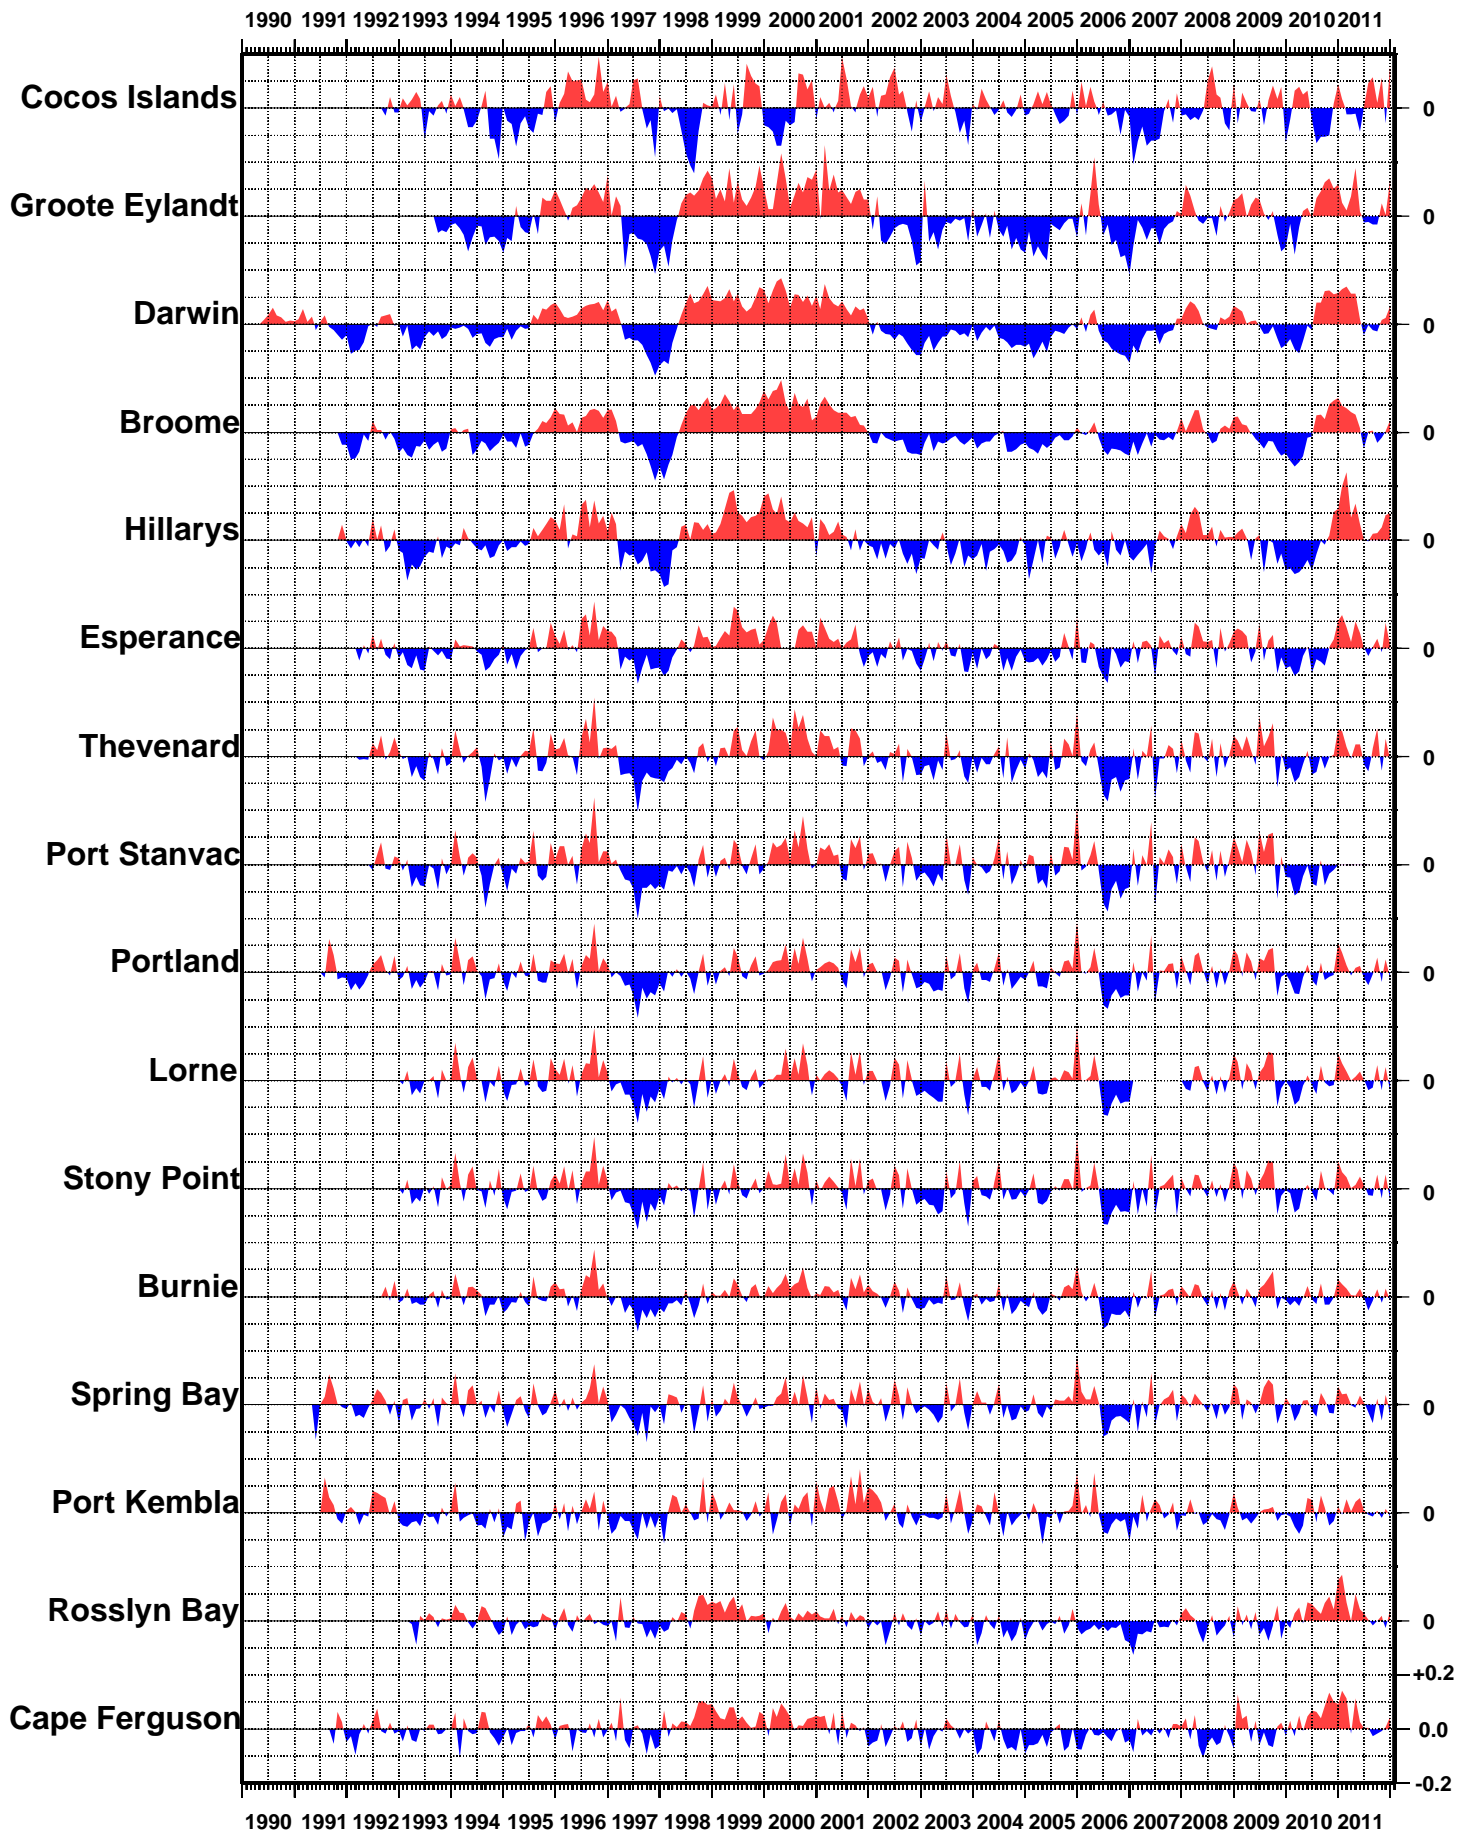 1990 1991 1992 1993 1994 1995 1996 1997 1998 1999 2000 2001 2002 2003 2004 2005 2006 2007 2008 2009 2010 2011
Cocos Islands 0
Groote Eylandt 0
Darwin 0
Broome 0
Hillarys 0
Esperance 0
Thevenard 0
Port Stanvac 0
Portland 0
Lorne 0
Stony Point 0
Burnie 0
Spring Bay 0
Port Kembla 0
Rosslyn Bay 0
+0.2
Cape Ferguson 0.0
-0.2
1990 1991 1992 1993 1994 1995 1996 1997 1998 1999 2000 2001 2002 2003 2004 2005 2006 2007 2008 2009 2010 2011